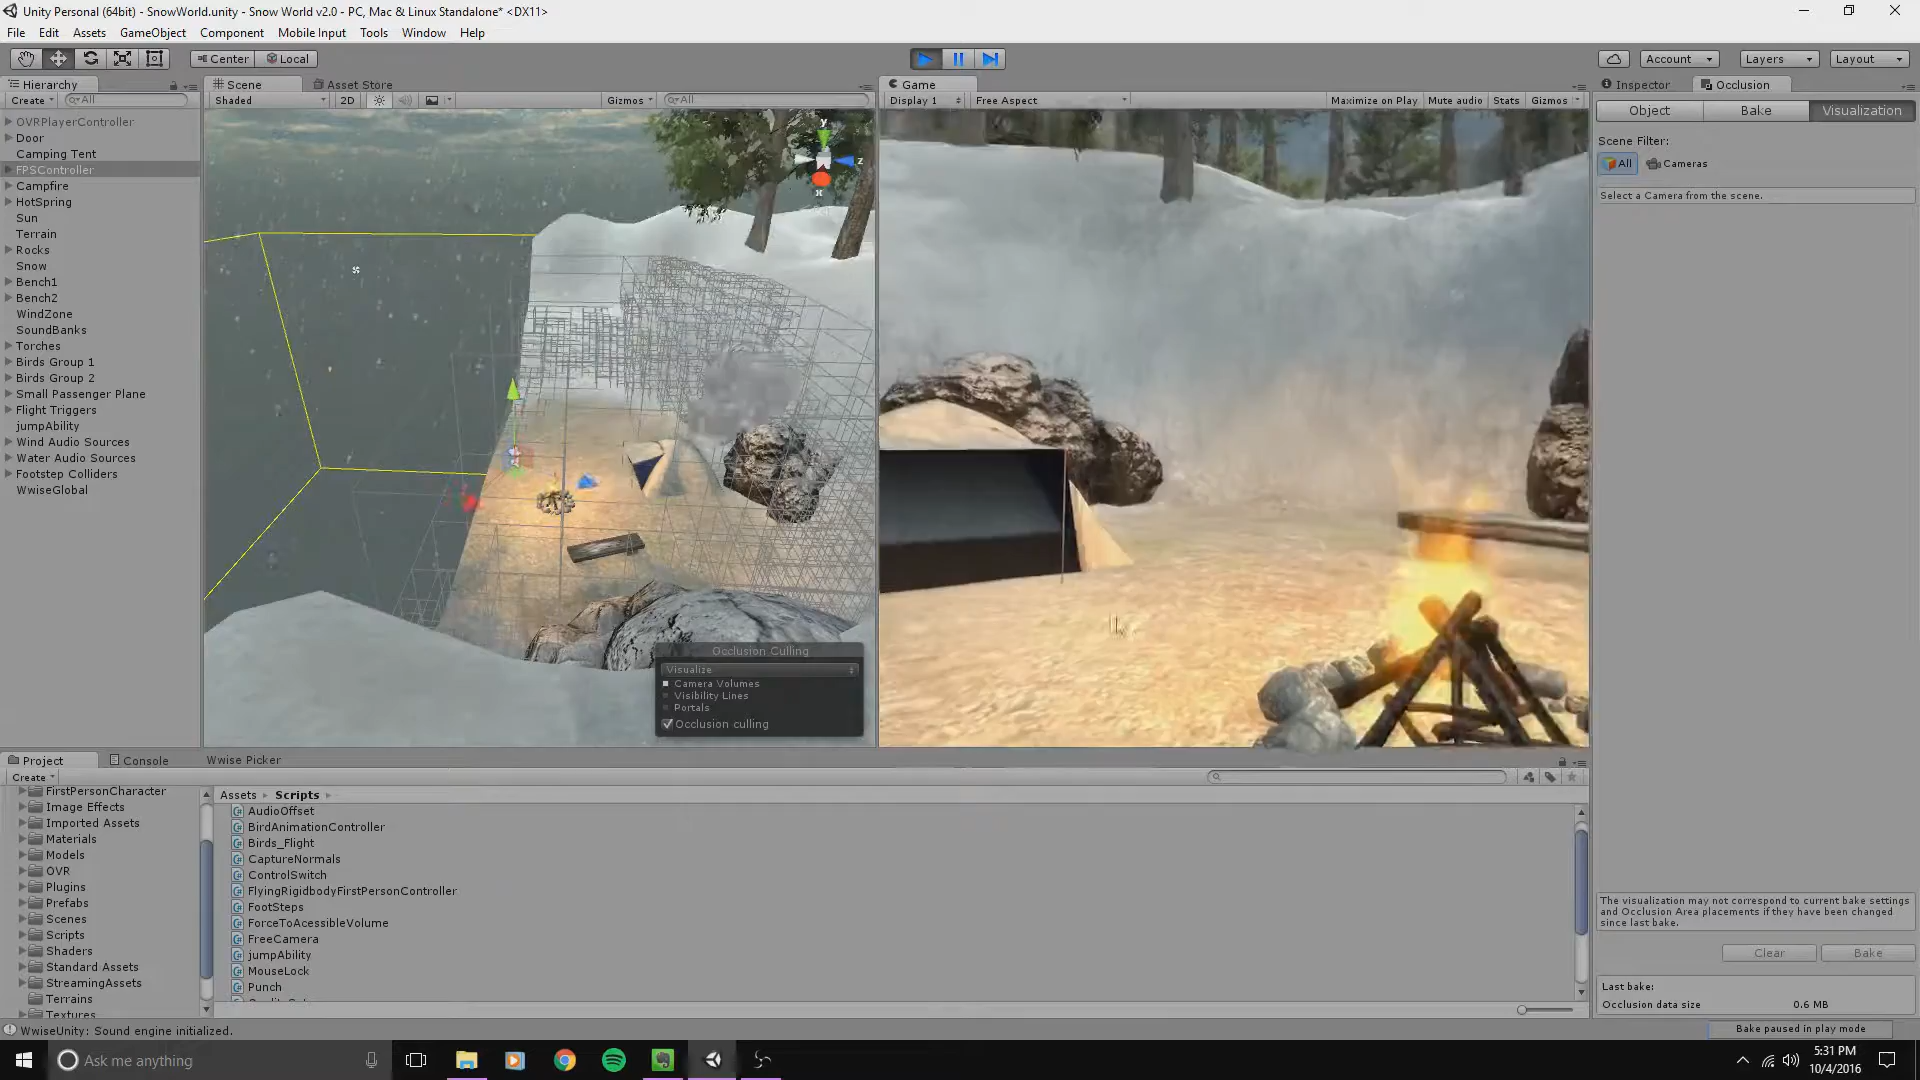 Unity Personal (64bit) - SnowWorld.unity - Snow World v2.0 - PC, Mac & Linux Standalone* <DX11>
File Edit Assets GameObject Component Mobile Input Tools Window Help
Center Local Account Layers Layout
Hierarchy Scene Asset Store Game Inspector Occlusion
Create All Shaded 2D Gizmos All Display 1 Free Aspect Maximize on Play Mute audio Stats Gizmos
Object Bake Visualization
Scene Filter:
All Cameras
Select a Camera from the scene.
OVRPlayerController
Door
Camping Tent
FPSController
Campfire
HotSpring
Sun
Terrain
Rocks
Snow
Bench1
Bench2
WindZone
SoundBanks
Torches
Birds Group 1
Birds Group 2
Small Passenger Plane
Flight Triggers
jumpAbility
Wind Audio Sources
Water Audio Sources
Footstep Colliders
WwiseGlobal
y
z
x
Occlusion Culling
Visualize
Camera Volumes
Visibility Lines
Portals
Occlusion culling
Project Console Wwise Picker
Create
FirstPersonCharacter
Image Effects
Imported Assets
Materials
Models
OVR
Plugins
Prefabs
Scenes
Scripts
Shaders
Standard Assets
StreamingAssets
Terrains
Textures
Assets Scripts
AudioOffset
BirdAnimationController
Birds_Flight
CaptureNormals
ControlSwitch
FlyingRigidbodyFirstPersonController
FootSteps
ForceToAcessibleVolume
FreeCamera
jumpAbility
MouseLock
Punch
The visualization may not correspond to current bake settings
and Occlusion Area placements if they have been changed
since last bake.
Clear Bake
Last bake:
Occlusion data size 0.6 MB
Bake paused in play mode
WwiseUnity: Sound engine initialized.
Ask me anything
5:31 PM
10/4/2016